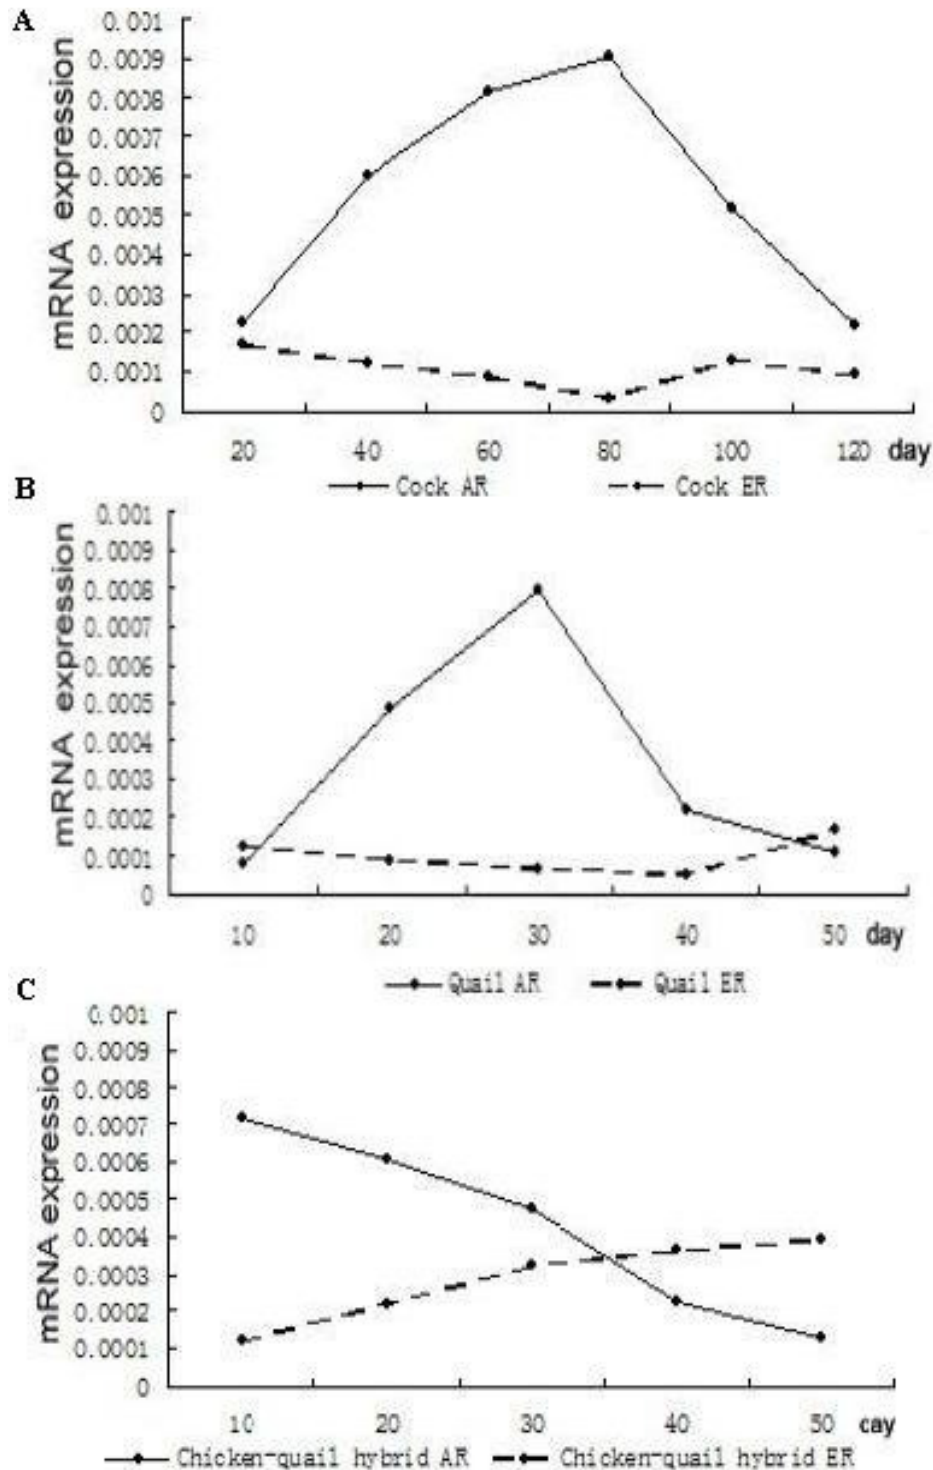 A
mRNA expression
0.001
0.0009
0.0008
0.0007
0.0006
0.0005
0.0004
0.0003
0.0002
0.0001
0
20 40 60 80 100 120 day
Cock AR Cock ER
B
mRNA expression
0.001
0.0009
0.0008
0.0007
0.0006
0.0005
0.0004
0.0003
0.0002
0.0001
0
10 20 30 40 50 day
Quail AR Quail ER
C
mRNA expression
0.001
0.0009
0.0008
0.0007
0.0006
0.0005
0.0004
0.0003
0.0002
0.0001
0
10 20 30 40 50 cay
Chicken-quail hybrid AR Chicken-quail hybrid ER